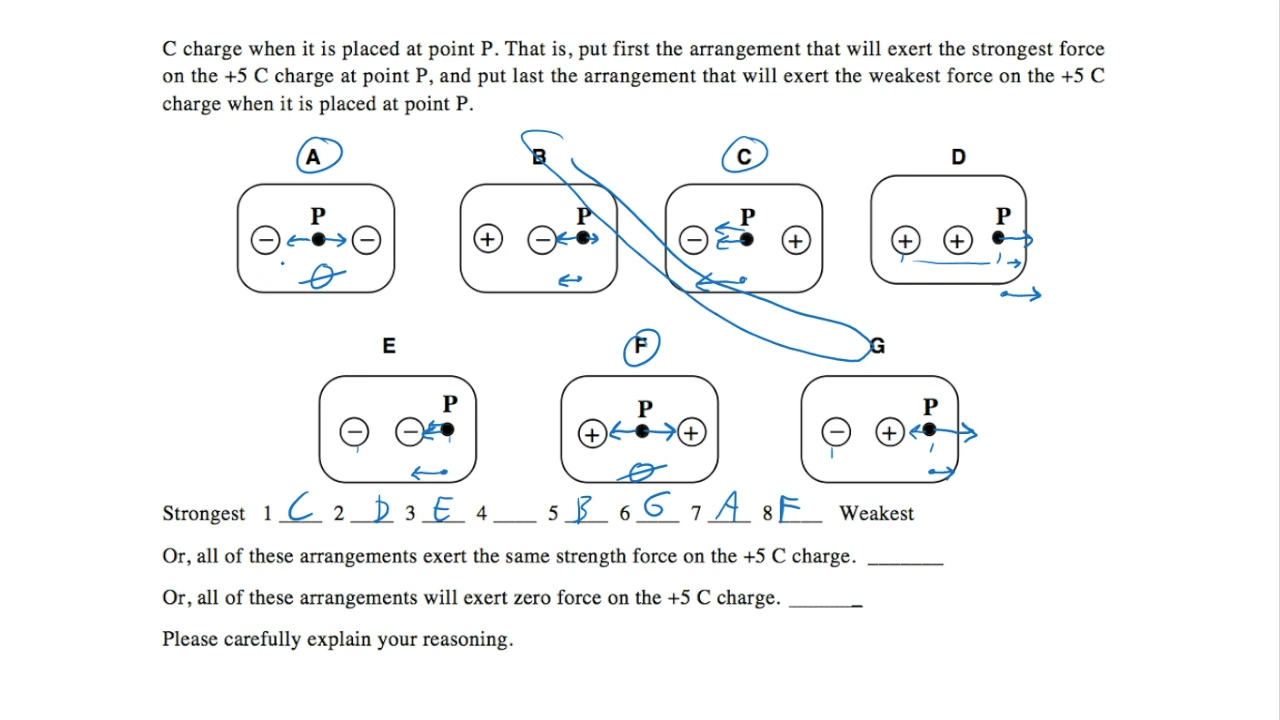 C charge when it is placed at point P. That is, put first the arrangement that will exert the strongest force
on the +5 C charge at point P, and put last the arrangement that will exert the weakest force on the +5 C
charge when it is placed at point P.
A B C D
P P P P
− − + − − + + +
E F G
P P P
− − + + − +
Strongest 1 C 2 D 3 E 4 ____ 5 B 6 G 7 A 8 F Weakest
Or, all of these arrangements exert the same strength force on the +5 C charge. _______
Or, all of these arrangements will exert zero force on the +5 C charge. _______
Please carefully explain your reasoning.